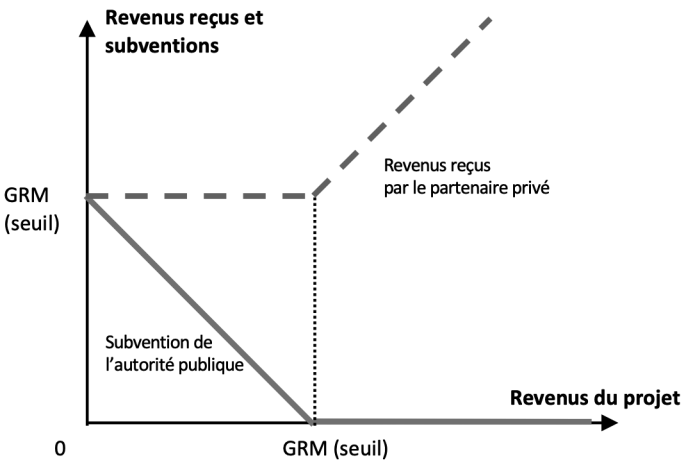 Revenus reçus et
subventions
Revenus reçus
par le partenaire privé
GRM
(seuil)
Subvention de
l’autorité publique
Revenus du projet
0
GRM (seuil)